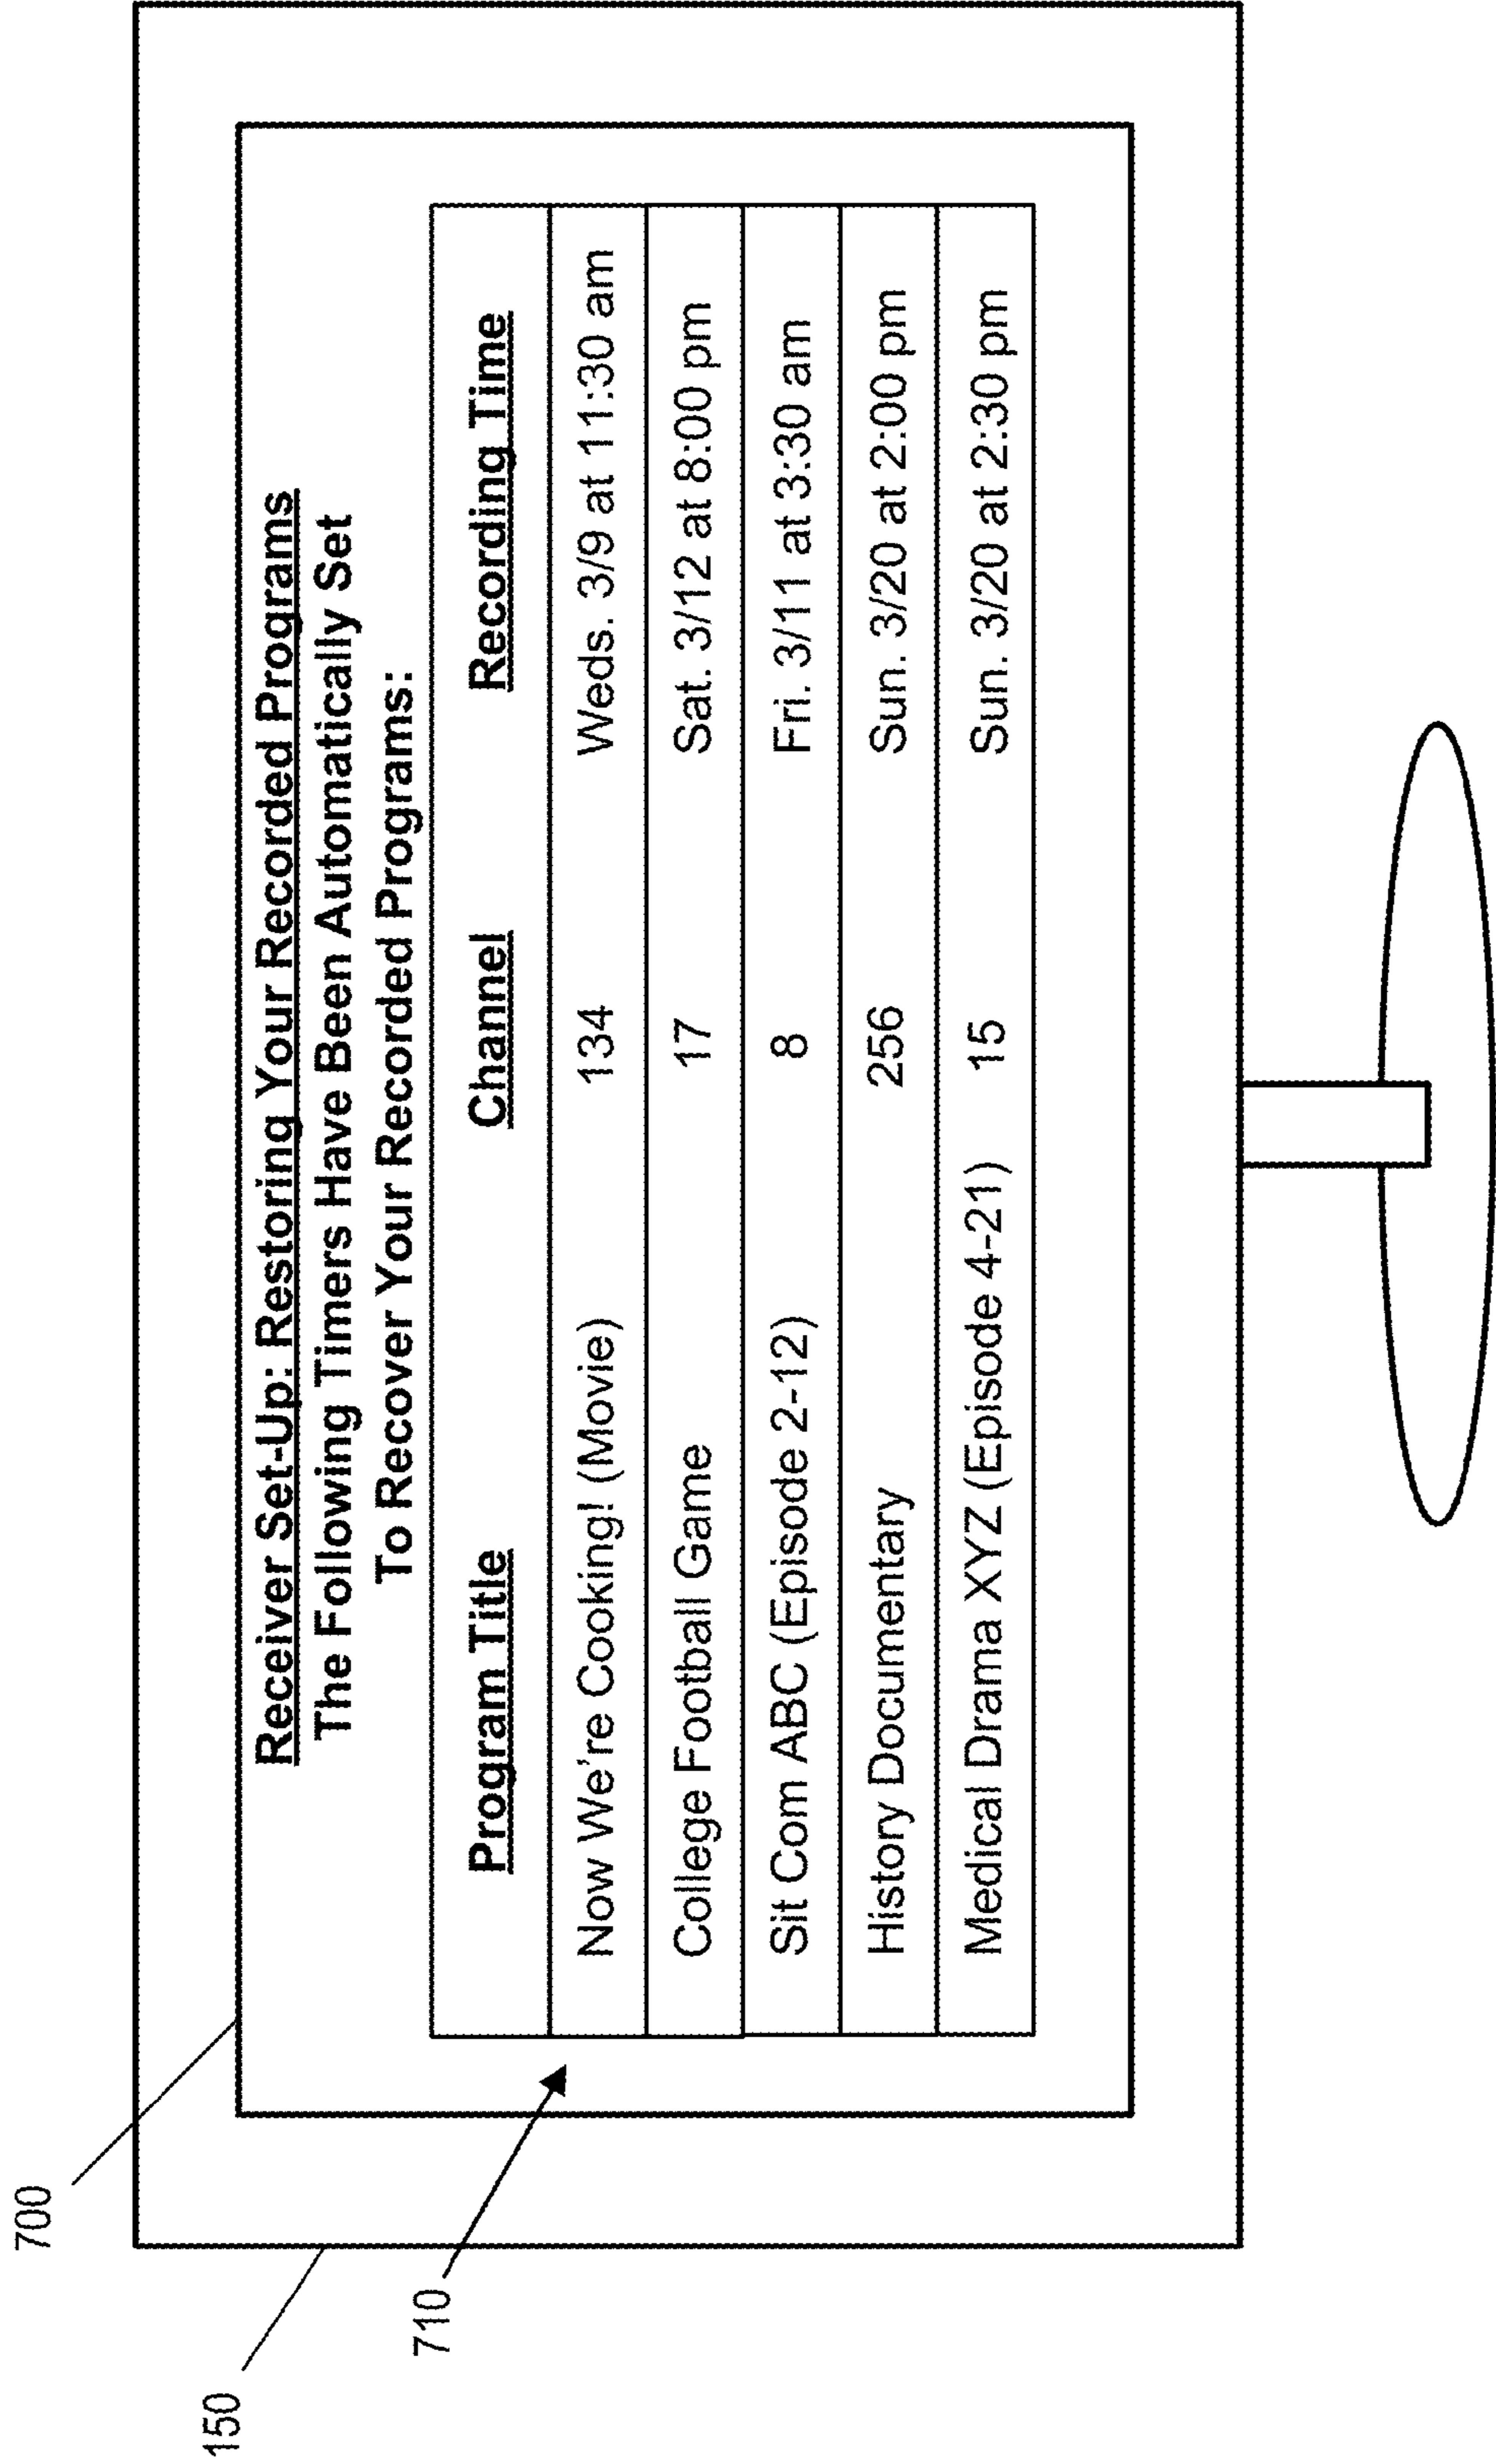 700
150
710
Receiver Set-Up: Restoring Your Recorded Programs
The Following Timers Have Been Automatically Set
To Recover Your Recorded Programs:
Program Title Channel Recording Time
Now We're Cooking! (Movie) 134 Weds. 3/9 at 11:30 am
College Football Game 17 Sat. 3/12 at 8:00 pm
Sit Com ABC (Episode 2-12) 8 Fri. 3/11 at 3:30 am
History Documentary 256 Sun. 3/20 at 2:00 pm
Medical Drama XYZ (Episode 4-21) 15 Sun. 3/20 at 2:30 pm